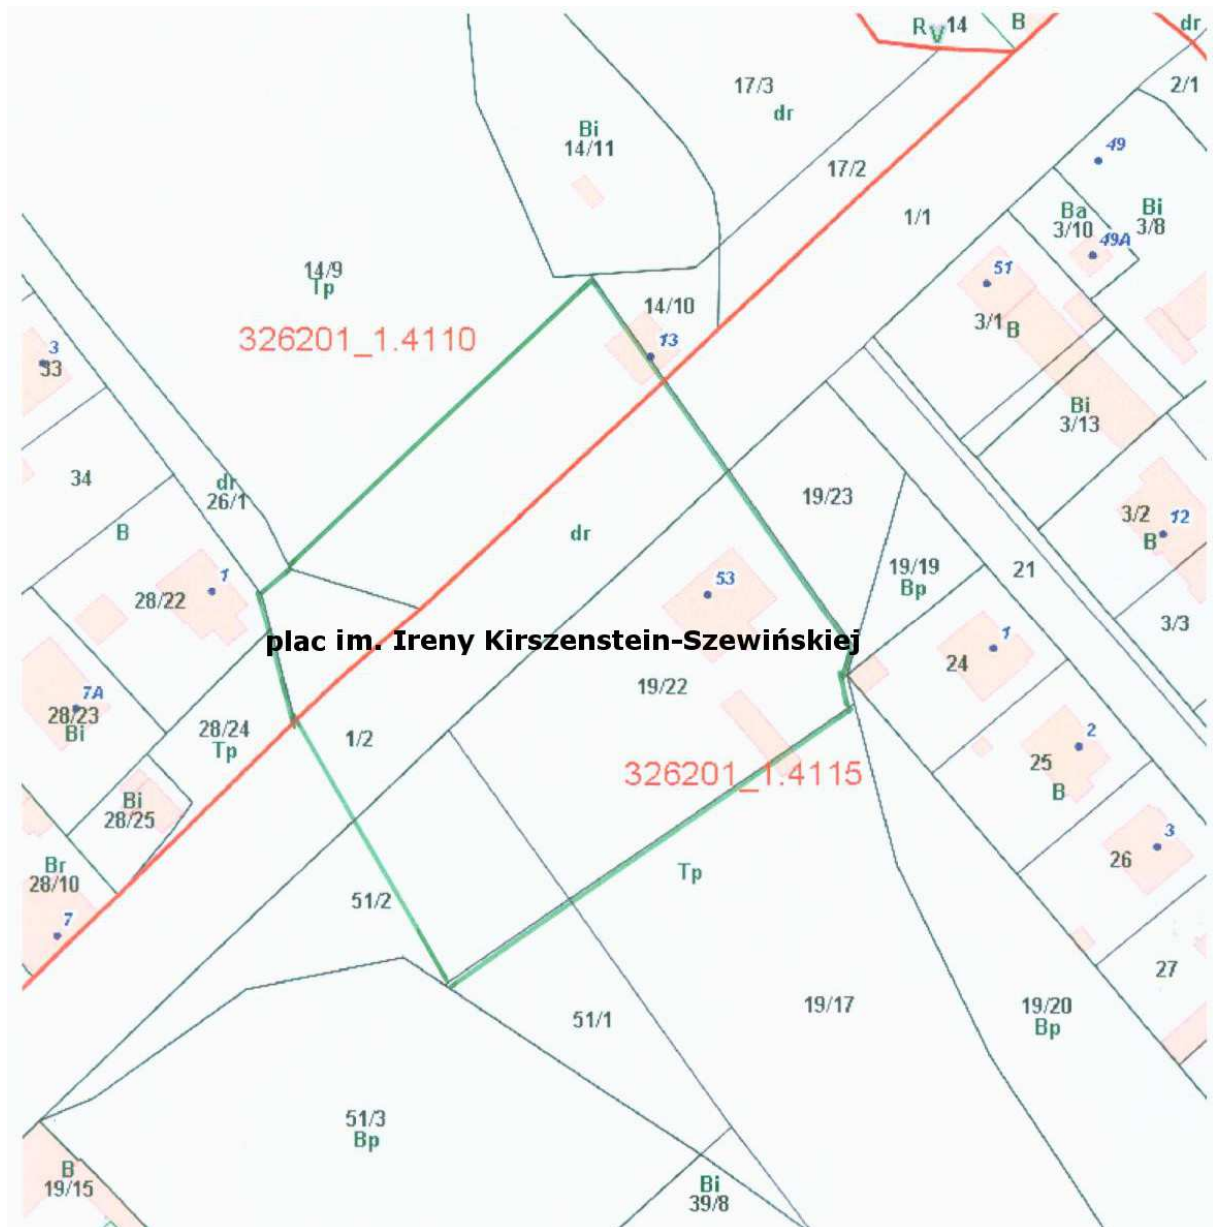 R V 14
B
dr
17/3
dr
2/1
Bi
14/11
49
17/2
1/1
Ba
3/10
Bi
3/8
49A
14/9
Tp
51
14/10
3/1 B
326201_1.4110
13
3
33
Bi
3/13
34
dr
26/1
19/23
3/2 12
B
B
dr
19/19
Bp
21
1
28/22
53
3/3
plac im. Ireny Kirszenstein-Szewińskiej
1
24
19/22
7A
28/23
Bi
28/24
Tp
1/2
2
25
B
326201_1.4115
Bi
28/25
3
26
Br
28/10
Tp
51/2
7
27
51/1
19/17
19/20
Bp
51/3
Bp
B
19/15
Bi
39/8